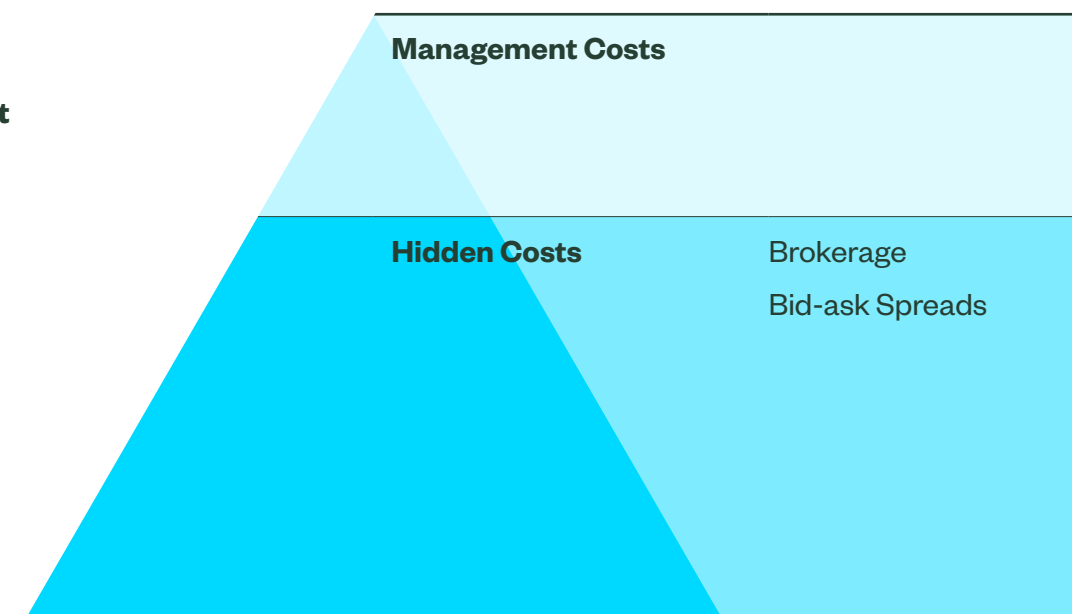 Management Costs
t
Hidden Costs
Brokerage
Bid-ask Spreads